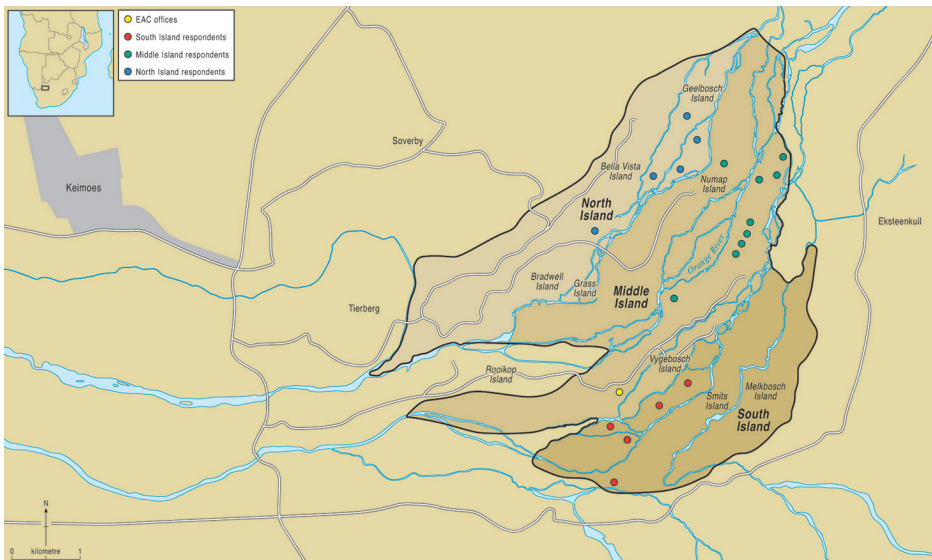 EAC offices
South Island respondents
Middle Island respondents
North Island respondents
Geelbosch
Island
Soverby
Keimoes
Bella Vista
Island
Numap
Island
North
Island
Eksteenkuil
Orange River
Bradwell
Island
Grass
Island
Middle
Island
Tierberg
Vygebosch
Island
Rooikop
Island
Melkbosch
Island
Smits
Island
South
Island
N
0 kilometre 1